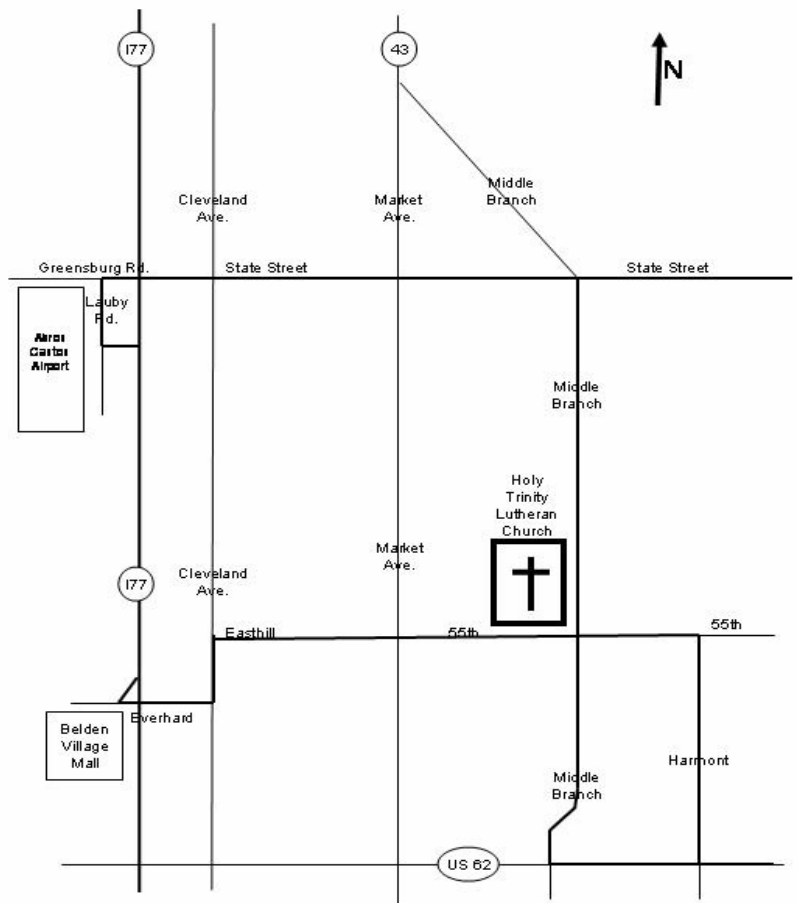 I77
43
N
Cleveland
Ave.
Market
Ave.
Middle
Branch
Greensburg Rd.
State Street
State Street
Lauby
Rd.
Airport
Middle
Branch
Holy
Trinity
Lutheran
Church
Market
Ave.
I77
Cleveland
Ave.
Easthill
55th
55th
Everhard
Belden
Village
Mall
Harmont
Middle
Branch
US 62